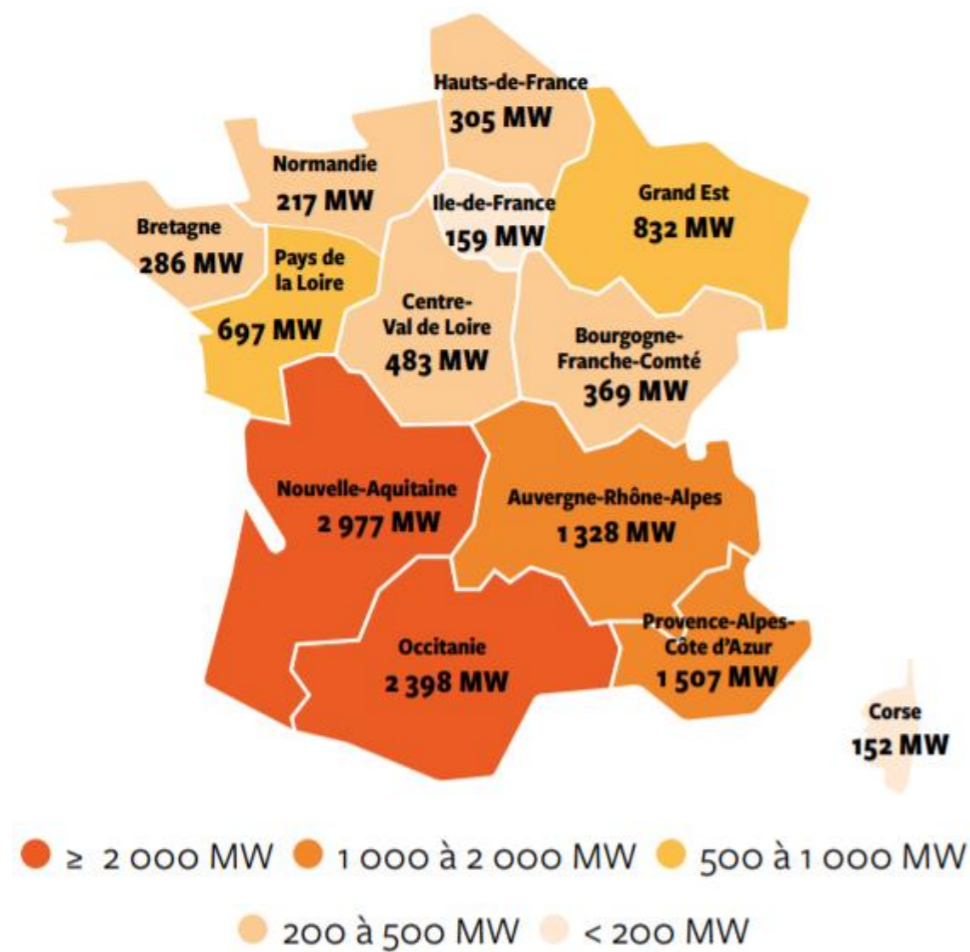 Hauts-de-France
305 MW
Normandie
217 MW
Ile-de-France
159 MW
Grand Est
832 MW
Bretagne
286 MW
Pays de
la Loire
697 MW
Centre-
Val de Loire
483 MW
Bourgogne-
Franche-Comté
369 MW
Nouvelle-Aquitaine
2 977 MW
Auvergne-Rhône-Alpes
1 328 MW
Occitanie
2 398 MW
Provence-Alpes-
Côte d'Azur
1 507 MW
Corse
152 MW
≥ 2 000 MW 1 000 à 2 000 MW 500 à 1 000 MW
200 à 500 MW < 200 MW